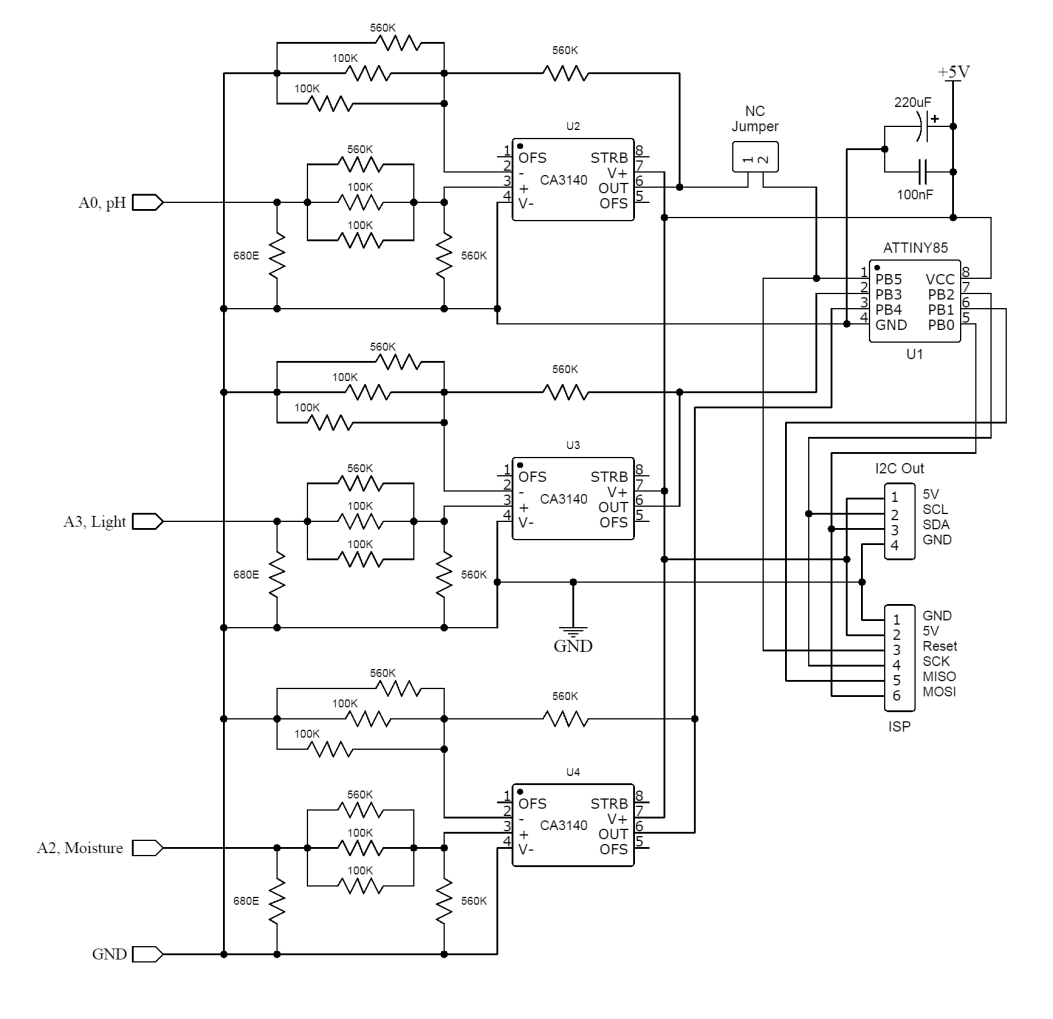 560K
100K
100K
560K
U2
1 OFS STRB 8
2 - V+ 7
3 + CA3140 OUT 6
4 V- OFS 5
560K
100K
100K
A0, pH
680E
560K
NC
Jumper
1 2
+5V
220uF
+
100nF
ATTINY85
1 PB5 VCC 8
2 PB3 PB2 7
3 PB4 PB1 6
4 GND PB0 5
U1
560K
100K
100K
560K
U3
1 OFS STRB 8
2 - V+ 7
3 + CA3140 OUT 6
4 V- OFS 5
560K
100K
100K
A3, Light
680E
560K
GND
I2C Out
1 5V
2 SCL
3 SDA
4 GND
1 GND
2 5V
3 Reset
4 SCK
5 MISO
6 MOSI
ISP
560K
100K
100K
560K
U4
1 OFS STRB 8
2 - V+ 7
3 + CA3140 OUT 6
4 V- OFS 5
560K
100K
100K
A2, Moisture
680E
560K
GND